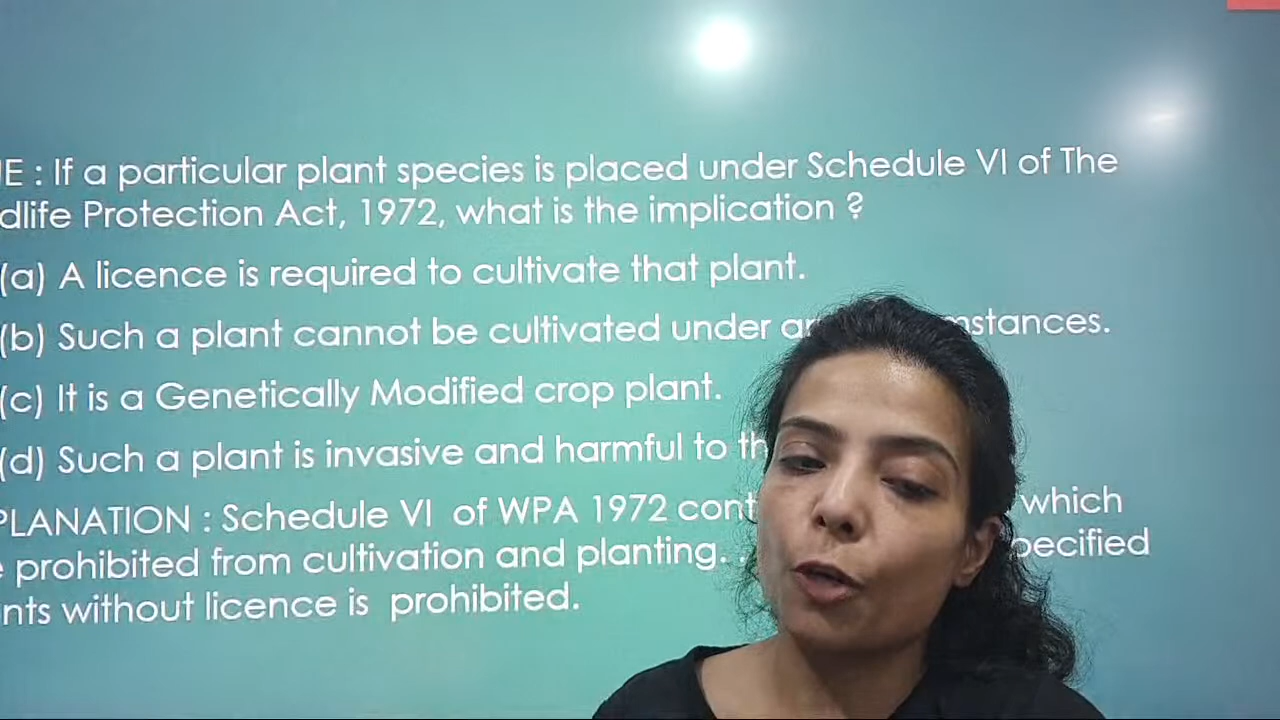 E : If a particular plant species is placed under Schedule VI of The
dlife Protection Act, 1972, what is the implication ?
(a) A licence is required to cultivate that plant.
(b) Such a plant cannot be cultivated under mstances.
(c) It is a Genetically Modified crop plant.
(d) Such a plant is invasive and harmful to th
PLANATION : Schedule VI of WPA 1972 cont which
prohibited from cultivation and planting. . pecified
nts without licence is prohibited.